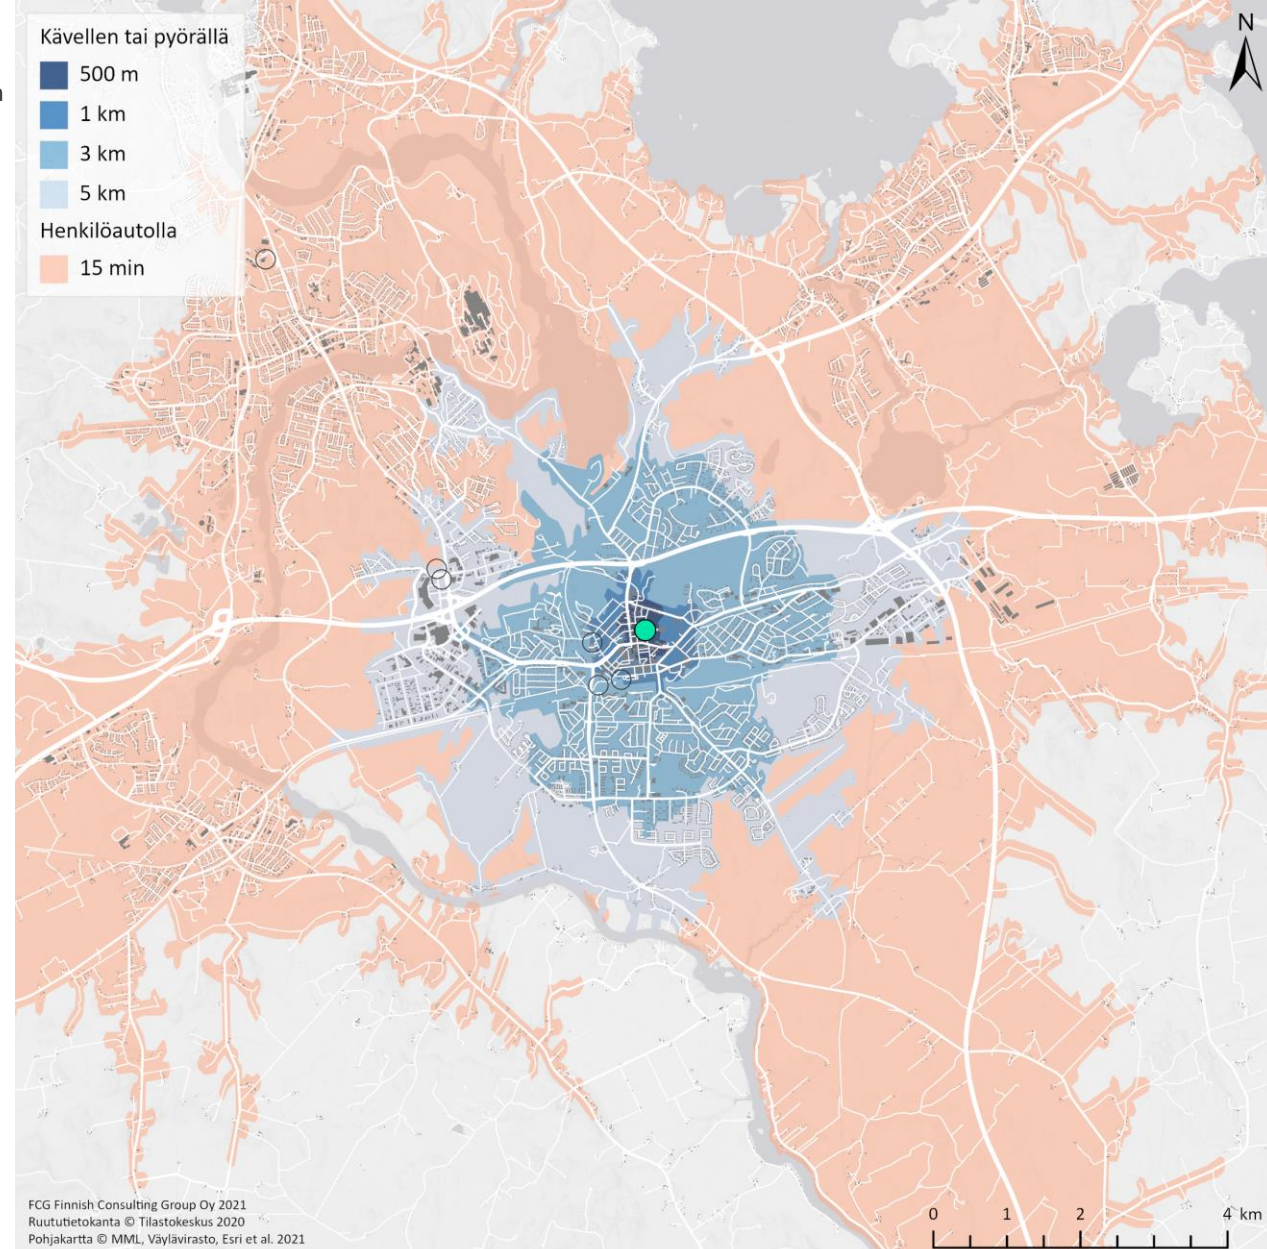 Kävellen tai pyörällä
500 m
1 km
3 km
5 km
Henkilöautolla
15 min
N
0 1 2 4 km
FCG Finnish Consulting Group Oy 2021
Ruututietokanta © Tilastokeskus 2020
Pohjakartta © MML, Väylävirasto, Esri et al. 2021